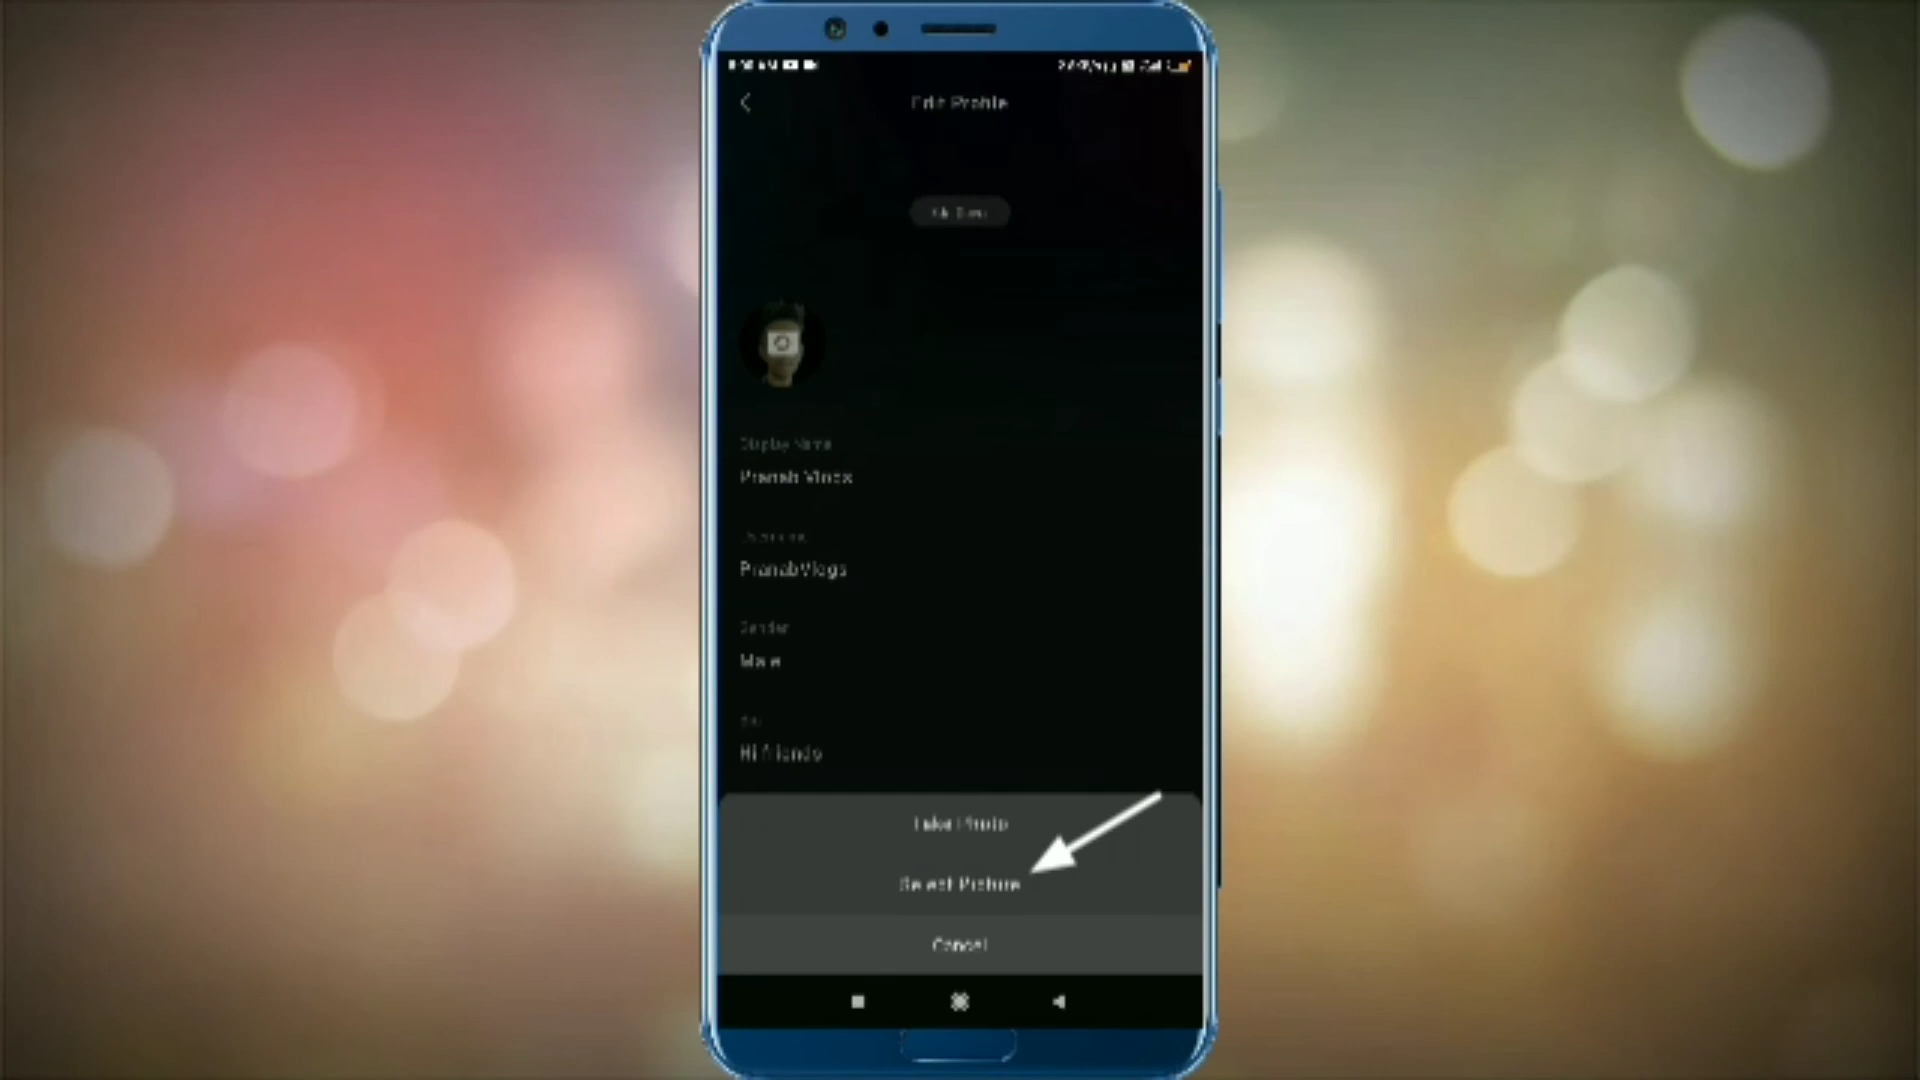 Edit Profile
Display Name
Pranab Vlogs
Username
PranabVlogs
Gender
Male
Bio
Hi friends
Take Photo
Select Picture
Cancel